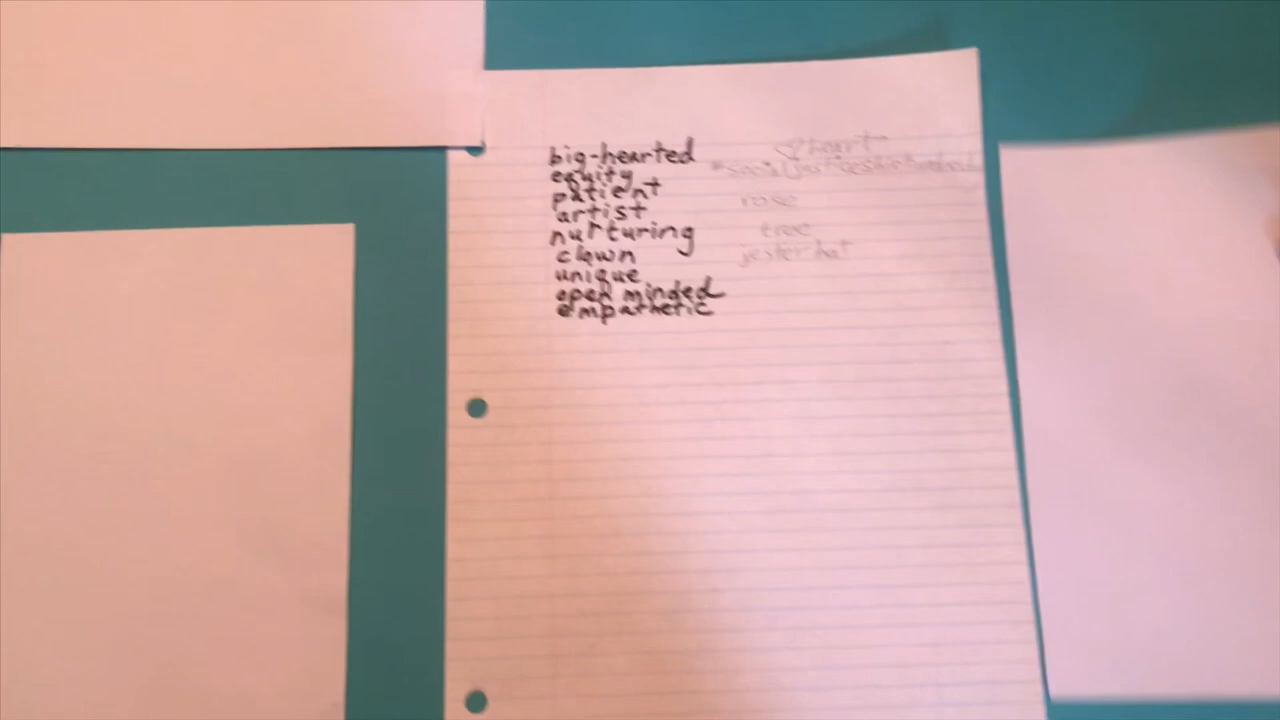 big-hearted heart
equity
patient rose
artist
nurturing tree
clown jester hat
unique
open minded
empathetic